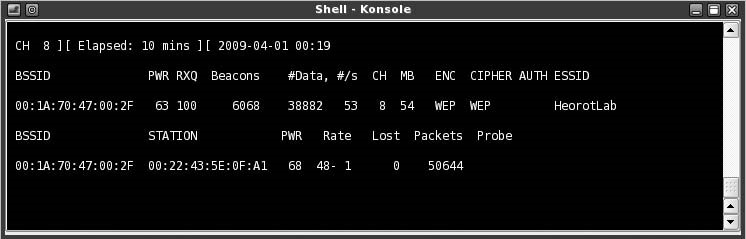 Shell - Konsole
CH  8 ][ Elapsed: 10 mins ][ 2009-04-01 00:19
BSSID              PWR RXQ  Beacons    #Data, #/s  CH  MB   ENC  CIPHER AUTH ESSID
00:1A:70:47:00:2F   63 100     6068    38882   53   8  54   WEP  WEP         HeorotLab
BSSID              STATION            PWR   Rate   Lost  Packets  Probe
00:1A:70:47:00:2F  00:22:43:5E:0F:A1   68   48- 1      0    50644